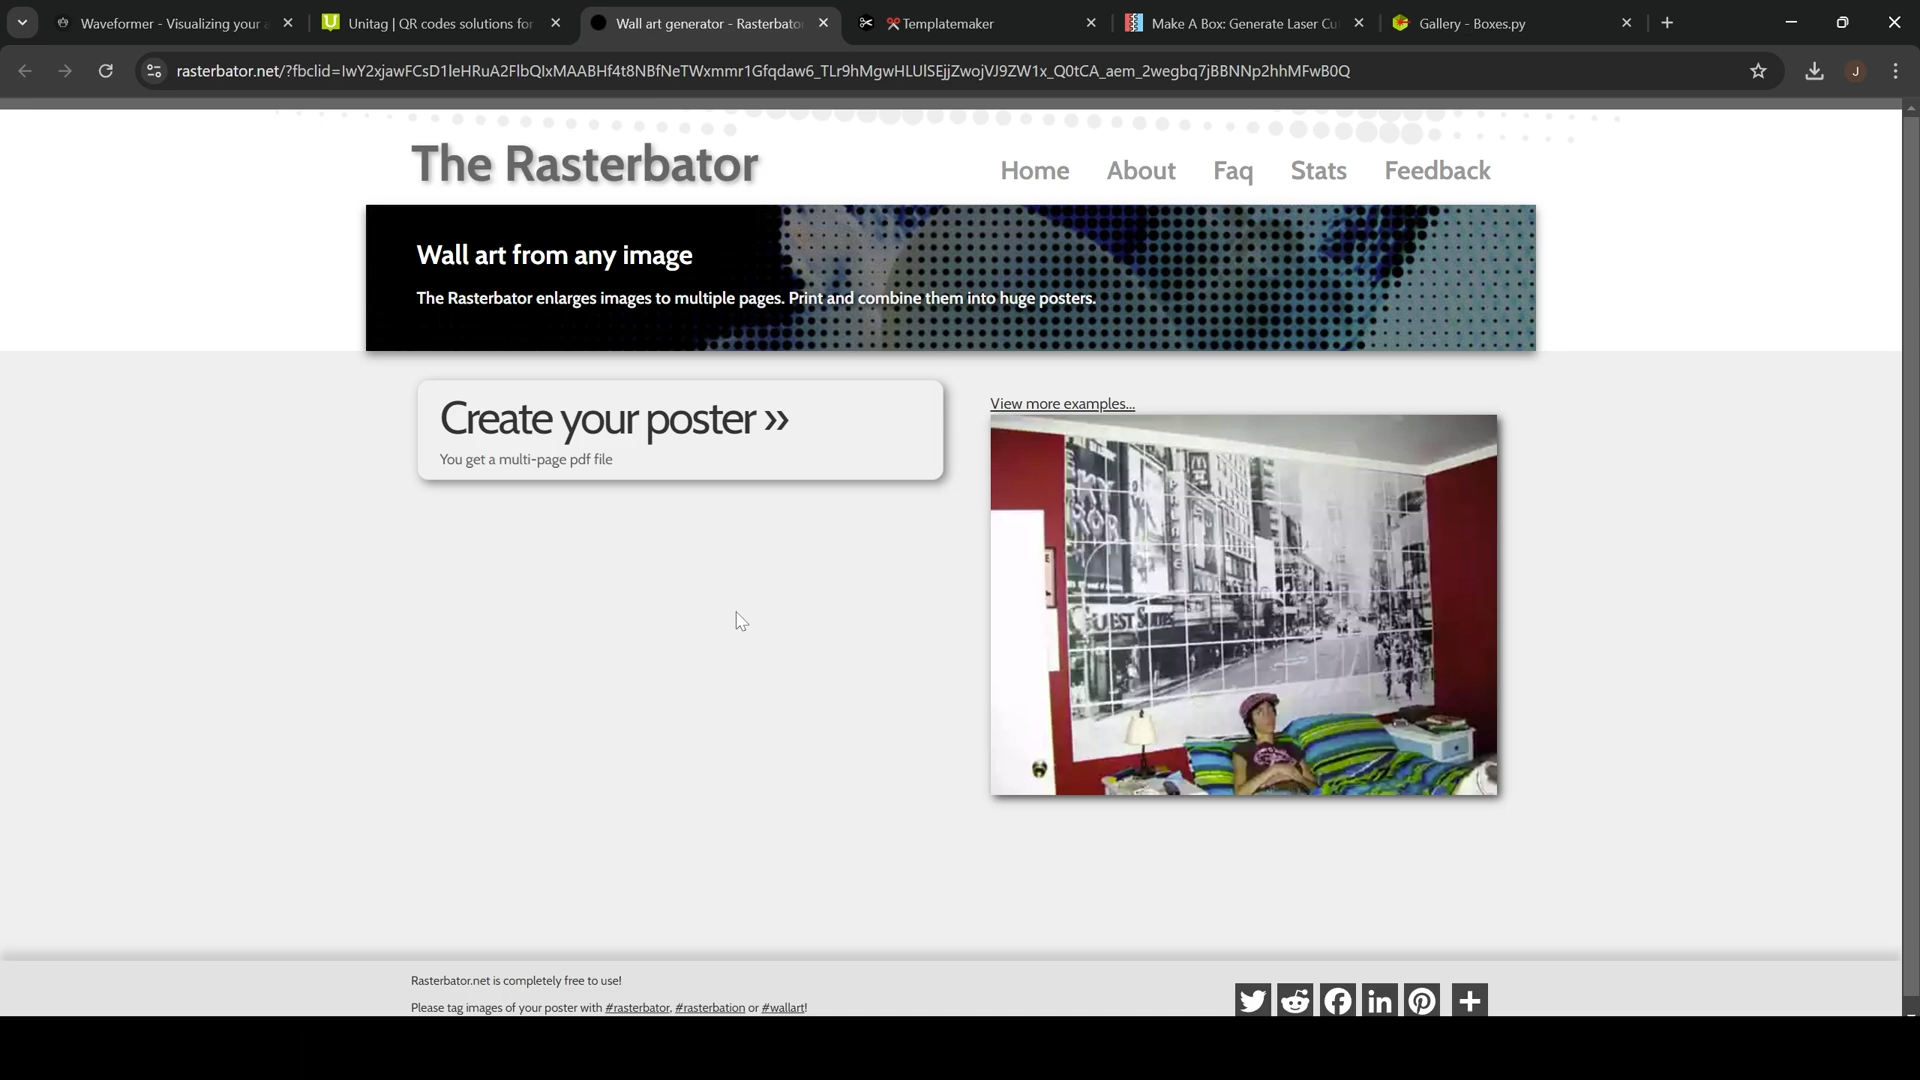 Waveformer - Visualizing your a
Unitag | QR codes solutions for
Wall art generator - Rasterbator
Templatemaker
Make A Box: Generate Laser Cu
Gallery - Boxes.py
rasterbator.net/?fbclid=IwY2xjawFCsD1leHRuA2FlbQIxMAABHf4t8NBfNeTWxmmr1Gfqdaw6_TLr9hMgwHLUlSEjjZwojVJ9ZW1x_Q0tCA_aem_2wegbq7jBBNNp2hhMFwB0Q
J
The Rasterbator
Home About Faq Stats Feedback
Wall art from any image
The Rasterbator enlarges images to multiple pages. Print and combine them into huge posters.
Create your poster »
You get a multi-page pdf file
View more examples...
GUEST SUITES
Rasterbator.net is completely free to use!
Please tag images of your poster with #rasterbator, #rasterbation or #wallart!